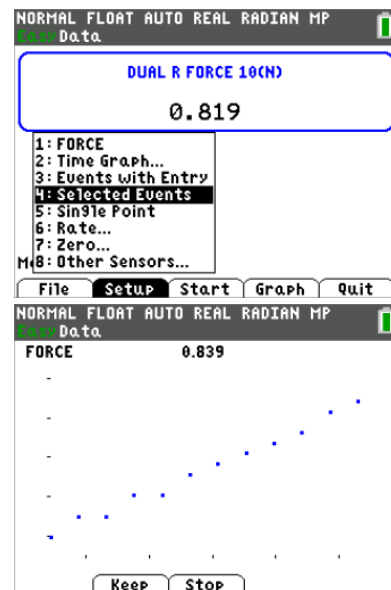 NORMAL FLOAT AUTO REAL RADIAN MP
EasyData
DUAL R FORCE 10(N)
0.819
1: FORCE
2: Time Graph...
3: Events with Entry
4: Selected Events
5: Single Point
6: Rate...
7: Zero...
8: Other Sensors...
File Setup Start Graph Quit
NORMAL FLOAT AUTO REAL RADIAN MP
EasyData
FORCE 0.839
Keep Stop